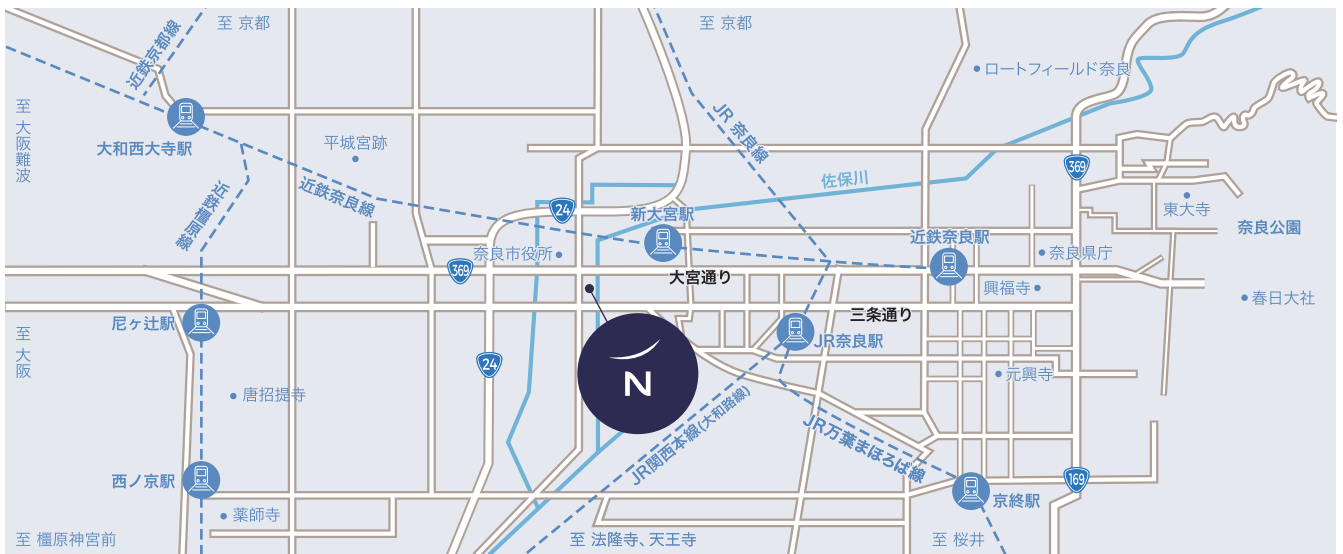 至 京都
至 京都
近鉄京都線
ロートフィールド奈良
至 大阪難波
JR 奈良線
大和西大寺駅
平城宮跡
369
佐保川
近鉄奈良線
近鉄橿原線
24
新大宮駅
東大寺
奈良公園
近鉄奈良駅
奈良市役所
奈良県庁
369
大宮通り
興福寺
春日大社
三条通り
尼ヶ辻駅
JR奈良駅
至 大阪
24
N
元興寺
唐招提寺
JR関西本線(大和路線)
JR万葉まほろば線
西ノ京駅
169
京終駅
薬師寺
至 橿原神宮前
至 法隆寺、天王寺
至 桜井